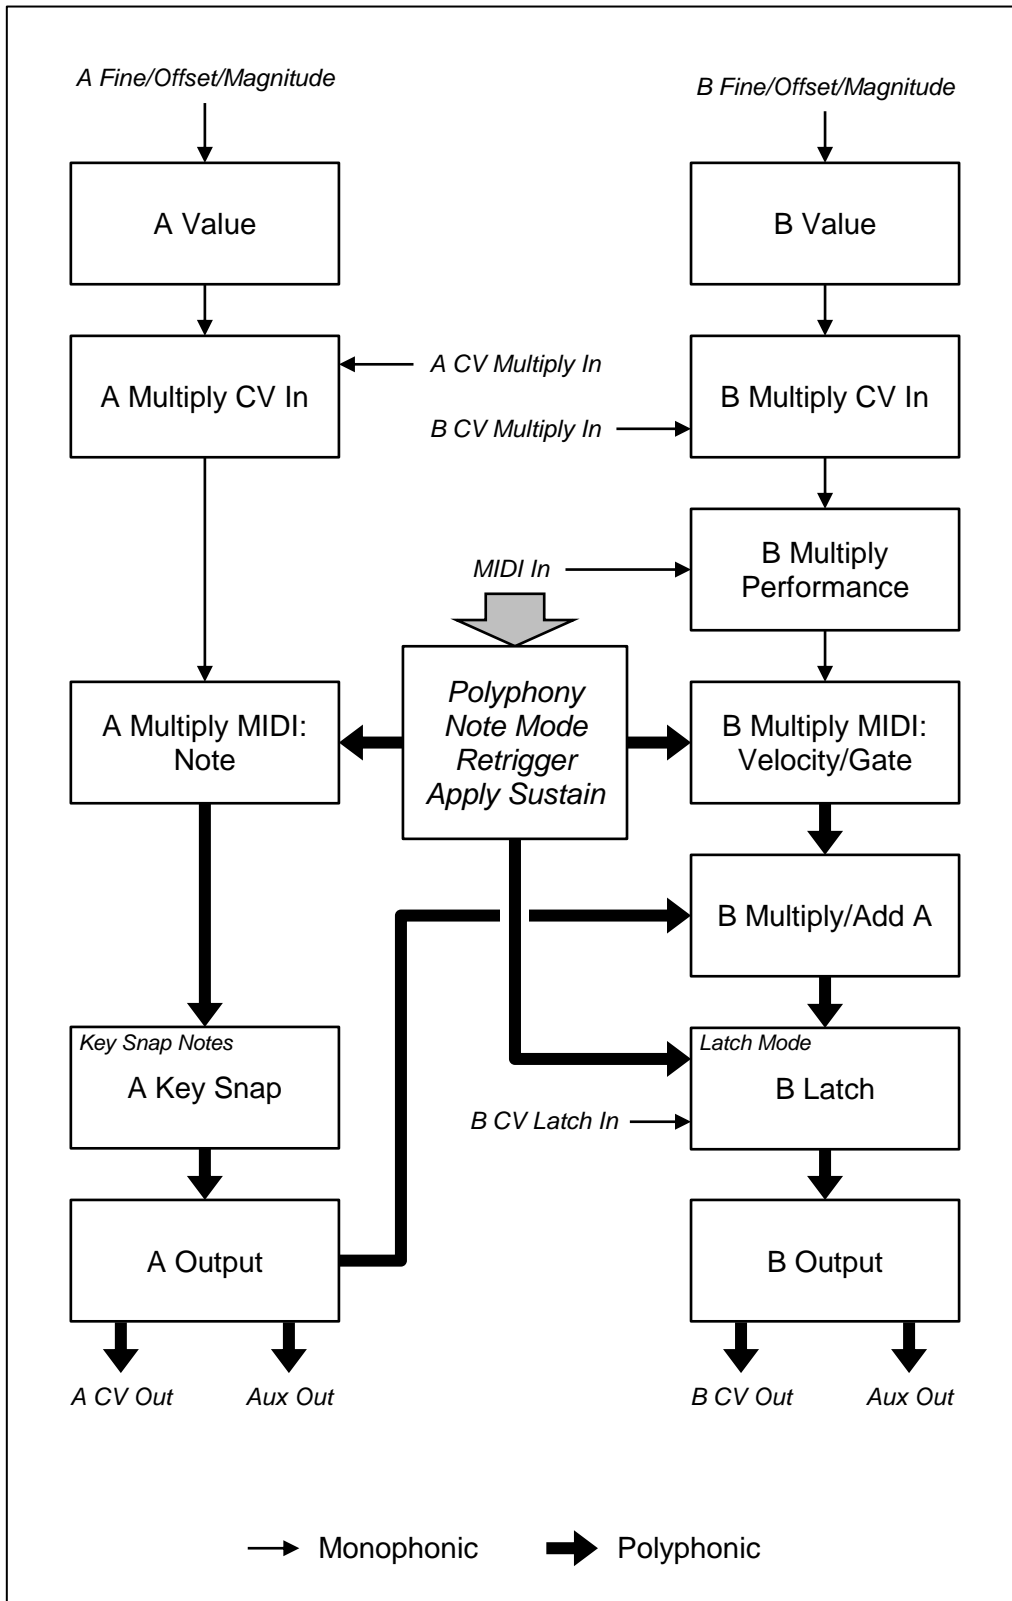 A Fine/Offset/Magnitude
B Fine/Offset/Magnitude
A Value
B Value
A Multiply CV In
A CV Multiply In
B Multiply CV In
B CV Multiply In
MIDI In
B Multiply
Performance
Polyphony
Note Mode
Retrigger
Apply Sustain
A Multiply MIDI:
Note
B Multiply MIDI:
Velocity/Gate
B Multiply/Add A
Key Snap Notes
A Key Snap
Latch Mode
B Latch
B CV Latch In
A Output
B Output
A CV Out
Aux Out
B CV Out
Aux Out
Monophonic
Polyphonic